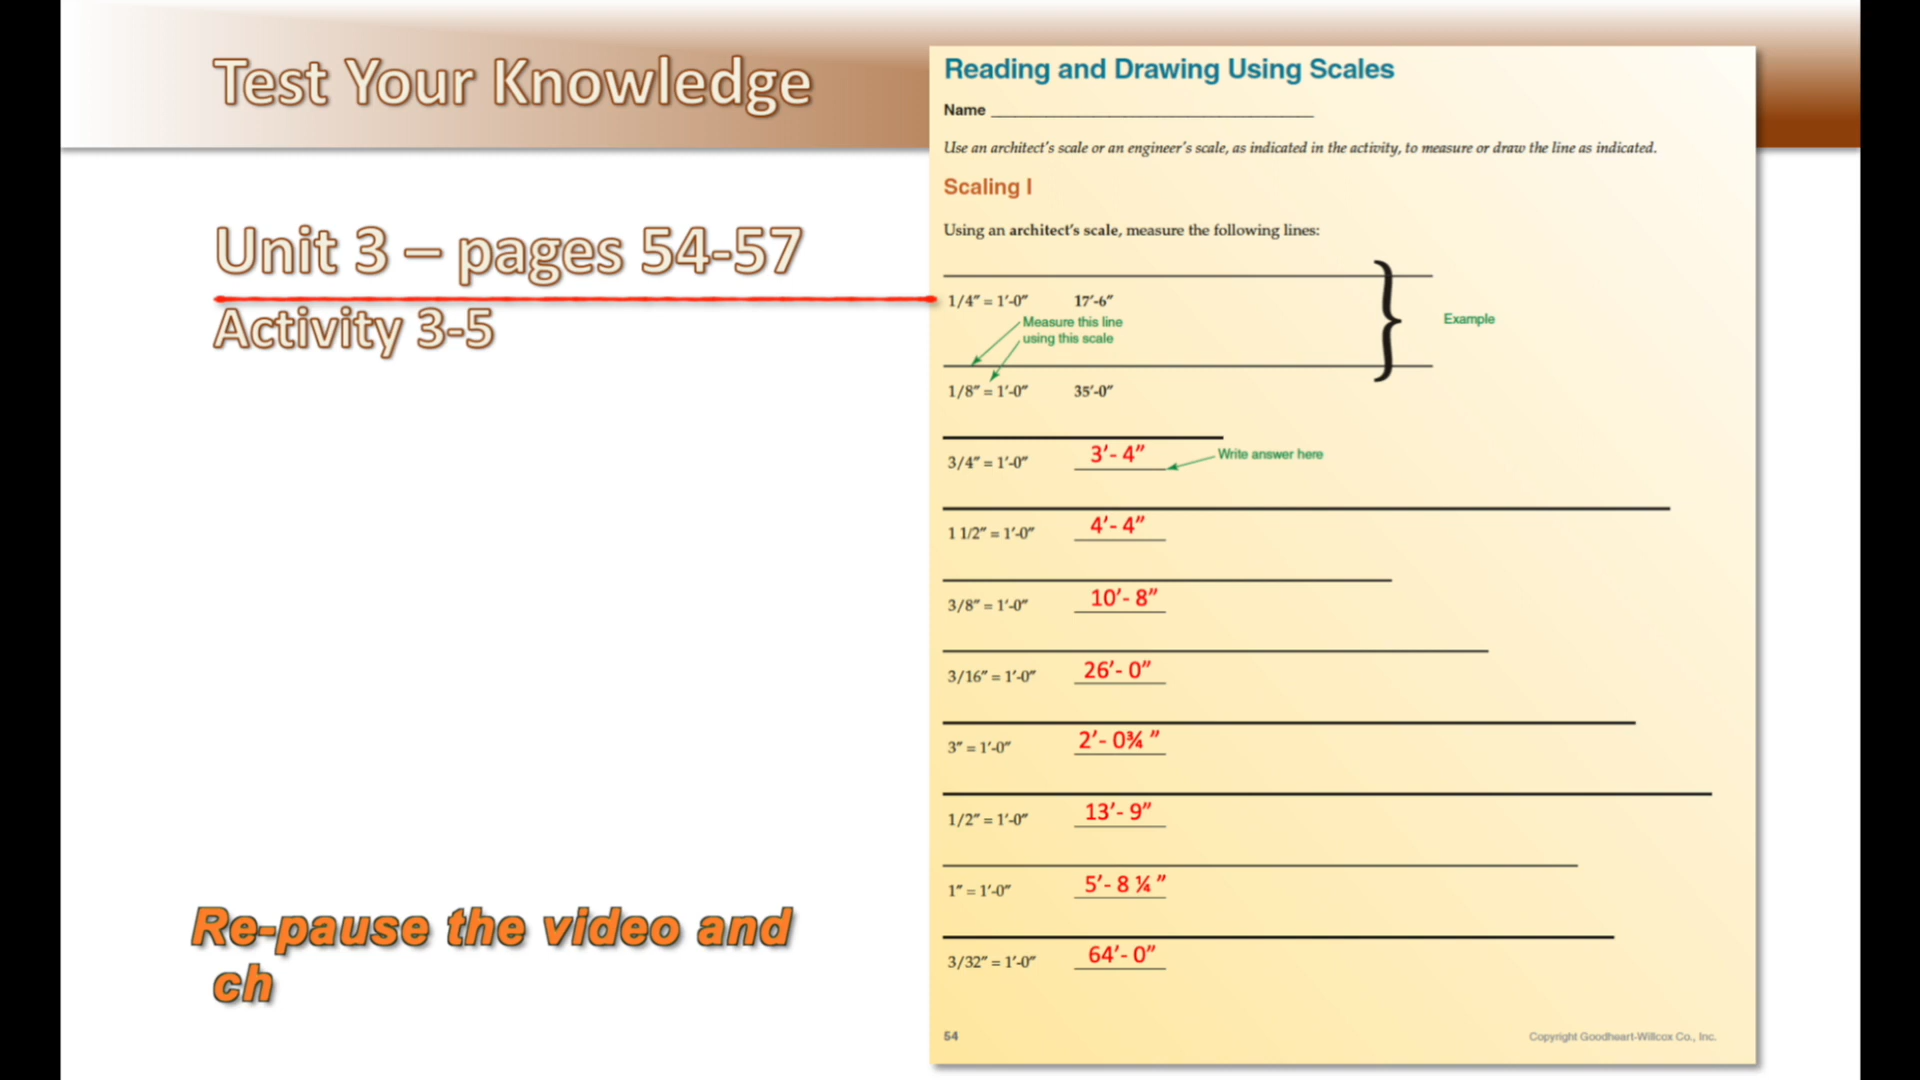 Test Your Knowledge
Unit 3 – pages 54-57
Activity 3-5
Re-pause the video and
ch
Reading and Drawing Using Scales
Name
Use an architect's scale or an engineer's scale, as indicated in the activity, to measure or draw the line as indicated.
Scaling I
Using an architect's scale, measure the following lines:
1/4″ = 1′-0″ 17′-6″
Measure this line
using this scale
Example
1/8″ = 1′-0″ 35′-0″
3/4″ = 1′-0″ 3′- 4″ Write answer here
1 1/2″ = 1′-0″ 4′- 4″
3/8″ = 1′-0″ 10′- 8″
3/16″ = 1′-0″ 26′- 0″
3″ = 1′-0″ 2′- 0¾ ″
1/2″ = 1′-0″ 13′- 9″
1″ = 1′-0″ 5′- 8 ¼ ″
3/32″ = 1′-0″ 64′- 0″
54 Copyright Goodheart-Willcox Co., Inc.